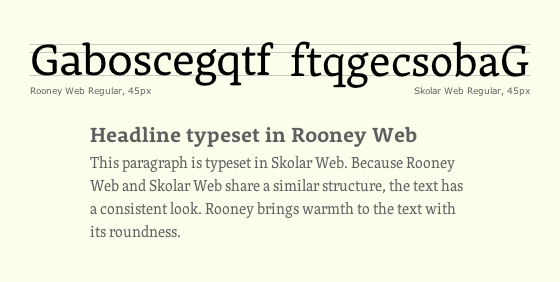 Gaboscegqtf ftqgecsobaG
Rooney Web Regular, 45px Skolar Web Regular, 45px
Headline typeset in Rooney Web
This paragraph is typeset in Skolar Web. Because Rooney
Web and Skolar Web share a similar structure, the text has
a consistent look. Rooney brings warmth to the text with
its roundness.